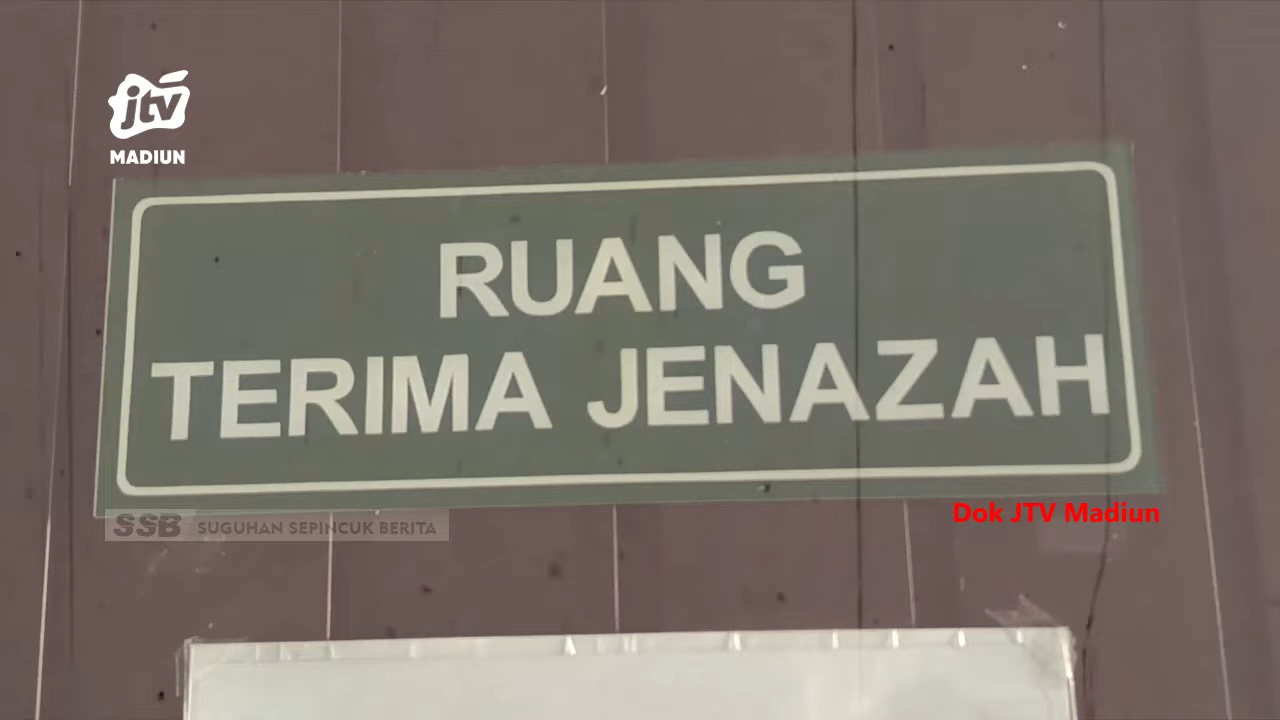 jtv
MADIUN
RUANG
TERIMA JENAZAH
SSB SUGUHAN SEPINCUK BERITA
Dok JTV Madiun